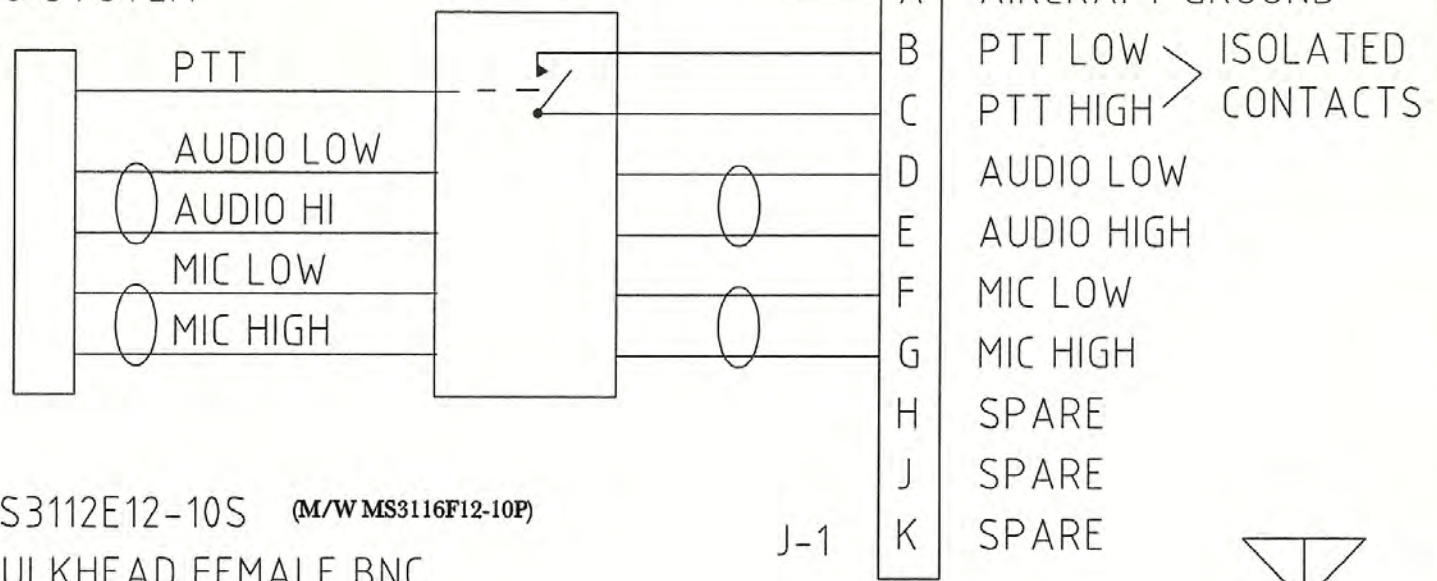 PTT
AUDIO LOW
AUDIO HI
MIC LOW
MIC HIGH
B PTT LOW
C PTT HIGH
ISOLATED
CONTACTS
D AUDIO LOW
E AUDIO HIGH
F MIC LOW
G MIC HIGH
H SPARE
J SPARE
K SPARE
J-1
S3112E12-10S (M/W MS3116F12-10P)